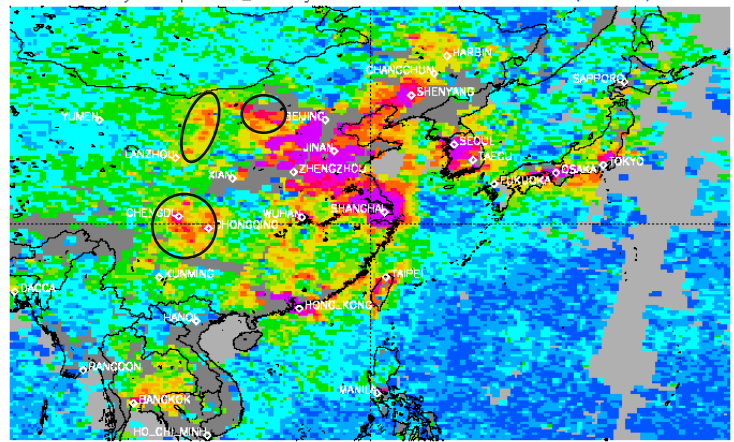 HARBIN
CHANGCHUN
SAPPORO
SHENYANG
YUMEN
BEIJING
SEOUL
JINAN
LANZHOU
TAEGU
TOKYO
ZHENGZHOU
OSAKA
XIAN
FUKUOKA
CHENGDU
WUHAN
SHANGHAI
CHONGQING
KUNMING
TAIPEI
DACCA
HONG_KONG
HANOI
RANGOON
MANILA
BANGKOK
HO_CHI_MINH